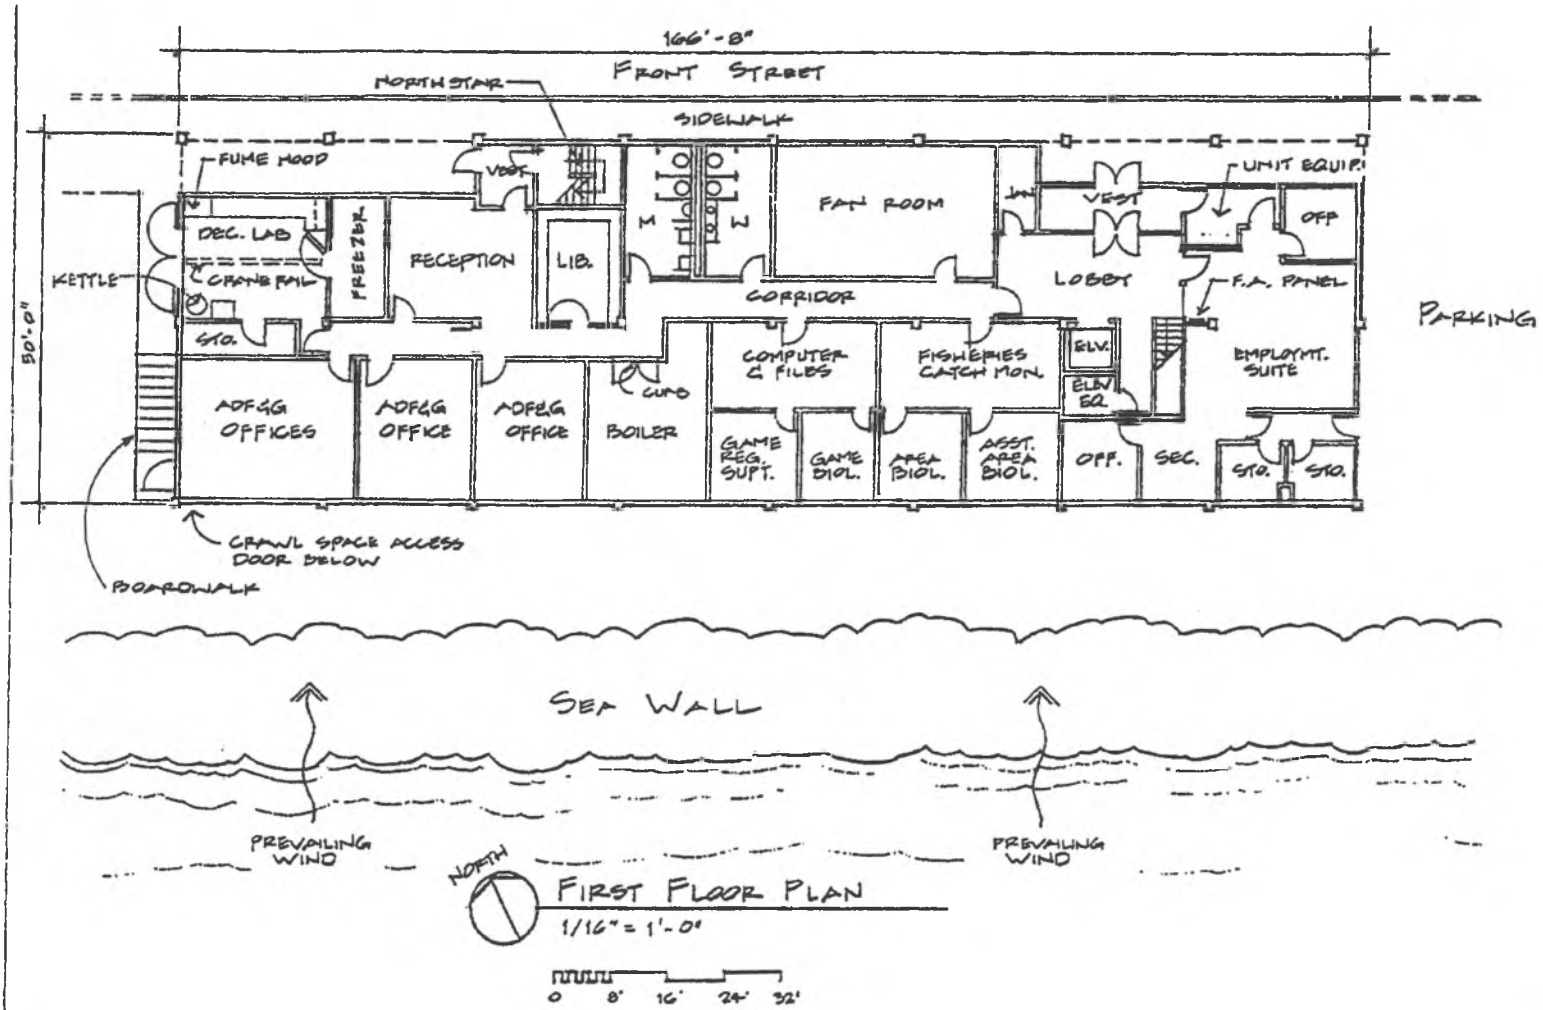 166'-8"
FRONT STREET
NORTH STAIR
SIDEWALK
FUME HOOD
VEST.
UNIT EQUIP.
VEST
OFF
M
W
FAN ROOM
DEC. LAB
FREEZER
RECEPTION
LIB.
LOBBY
KETTLE
CRANE RAIL
CORRIDOR
F.A. PANEL
PARKING
50'-0"
STO.
COMPUTER
& FILES
FISHERIES
CATCH MON.
ELV.
EMPLOYMT.
SUITE
ELEV
EQ.
CURB
ADF&G
OFFICES
ADF&G
OFFICE
ADF&G
OFFICE
BOILER
GAME
REG.
SUPT.
GAME
BIOL.
AREA
BIOL.
ASST.
AREA
BIOL.
OFF.
SEC.
STO.
STO.
CRAWL SPACE ACCESS
DOOR BELOW
BOARDWALK
SEA WALL
PREVAILING
WIND
PREVAILING
WIND
NORTH
FIRST FLOOR PLAN
1/16" = 1'-0"
0 8' 16' 24' 32'